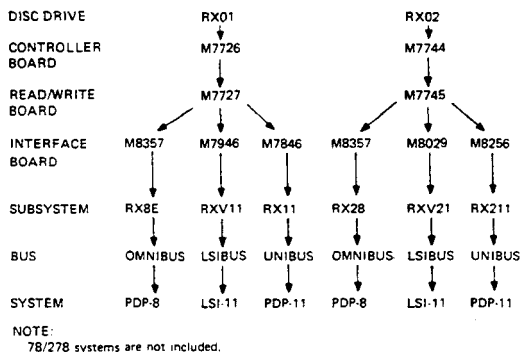 DISC DRIVE RX01 RX02
CONTROLLER BOARD M7726 M7744
READ/WRITE BOARD M7727 M7745
INTERFACE BOARD M8357 M7946 M7846 M8357 M8029 M8256
SUBSYSTEM RX8E RXV11 RX11 RX28 RXV21 RX211
BUS OMNIBUS LSIBUS UNIBUS OMNIBUS LSIBUS UNIBUS
SYSTEM PDP-8 LSI-11 PDP-11 PDP-8 LSI-11 PDP-11
NOTE:
78/278 systems are not included.